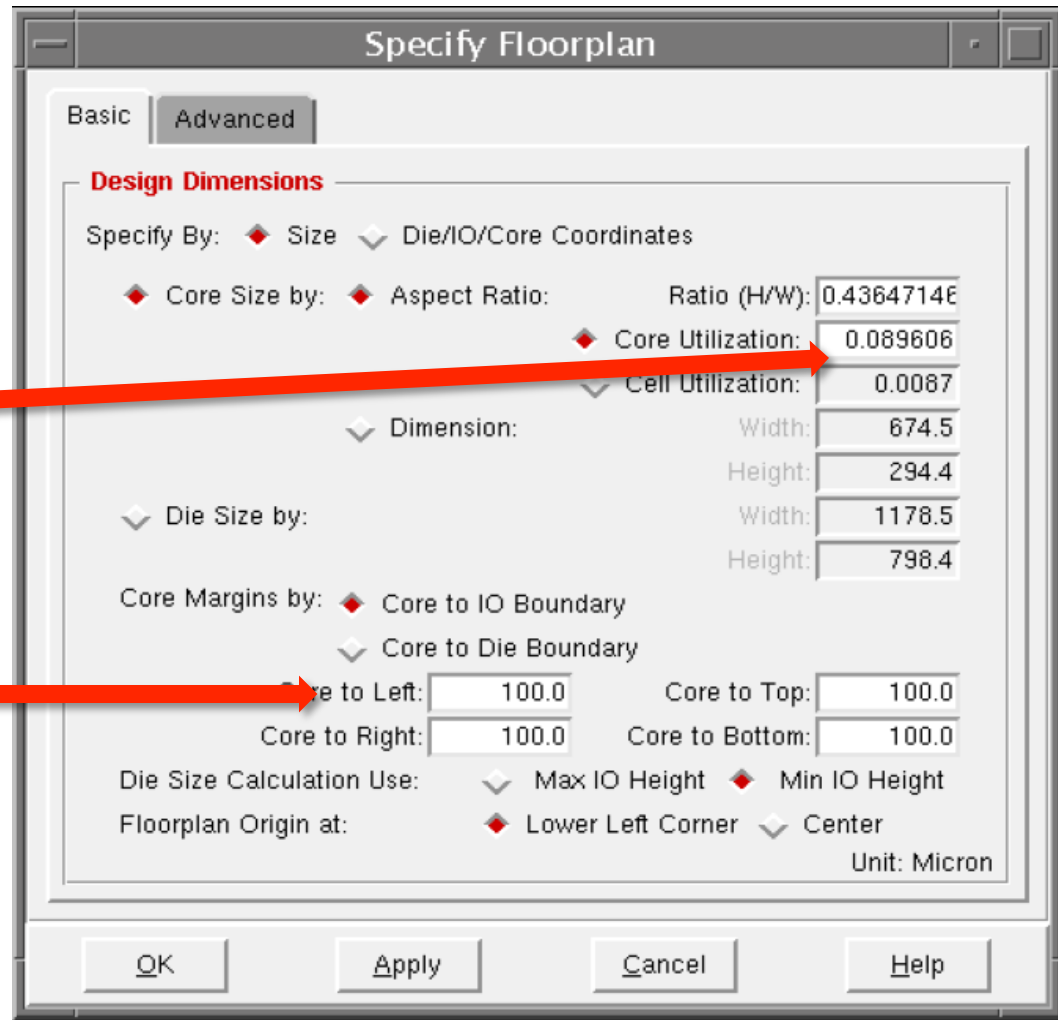 Specify Floorplan
Basic Advanced
Design Dimensions
Specify By: Size Die/IO/Core Coordinates
Core Size by: Aspect Ratio: Ratio (H/W): 0.43647146
Core Utilization: 0.089606
Cell Utilization: 0.0087
Dimension: Width: 674.5
Height: 294.4
Die Size by: Width: 1178.5
Height: 798.4
Core Margins by: Core to IO Boundary
Core to Die Boundary
Core to Left: 100.0 Core to Top: 100.0
Core to Right: 100.0 Core to Bottom: 100.0
Die Size Calculation Use: Max IO Height Min IO Height
Floorplan Origin at: Lower Left Corner Center
Unit: Micron
OK Apply Cancel Help